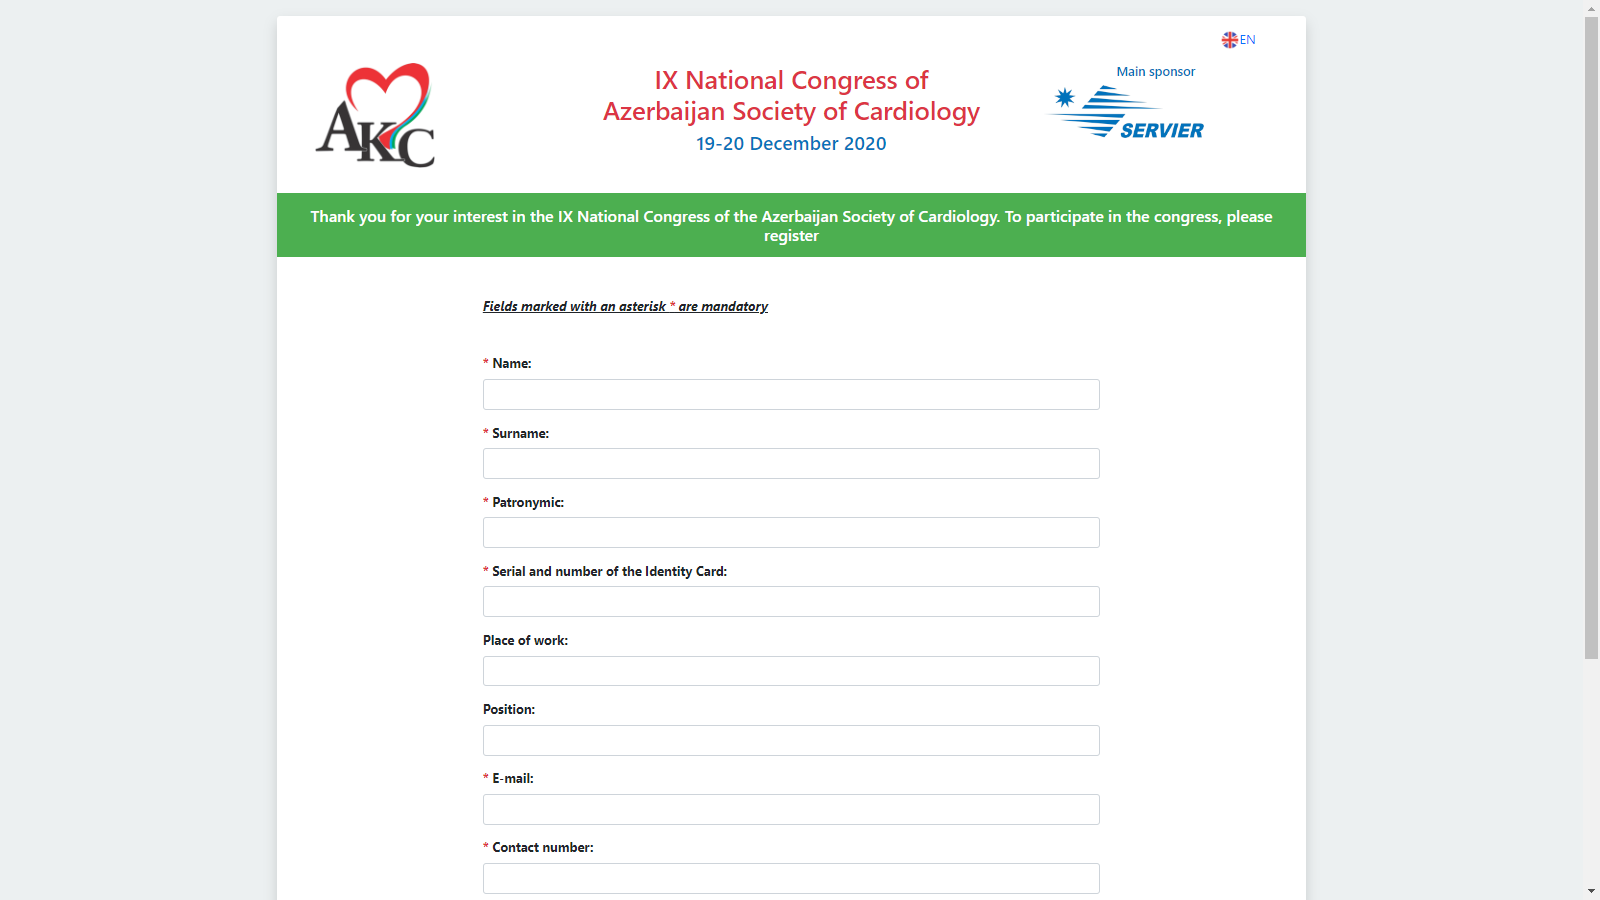 EN
AKC
IX National Congress of
Azerbaijan Society of Cardiology
19-20 December 2020
Main sponsor
SERVIER
Thank you for your interest in the IX National Congress of the Azerbaijan Society of Cardiology. To participate in the congress, please
register
Fields marked with an asterisk * are mandatory
* Name:
* Surname:
* Patronymic:
* Serial and number of the Identity Card:
Place of work:
Position:
* E-mail:
* Contact number: